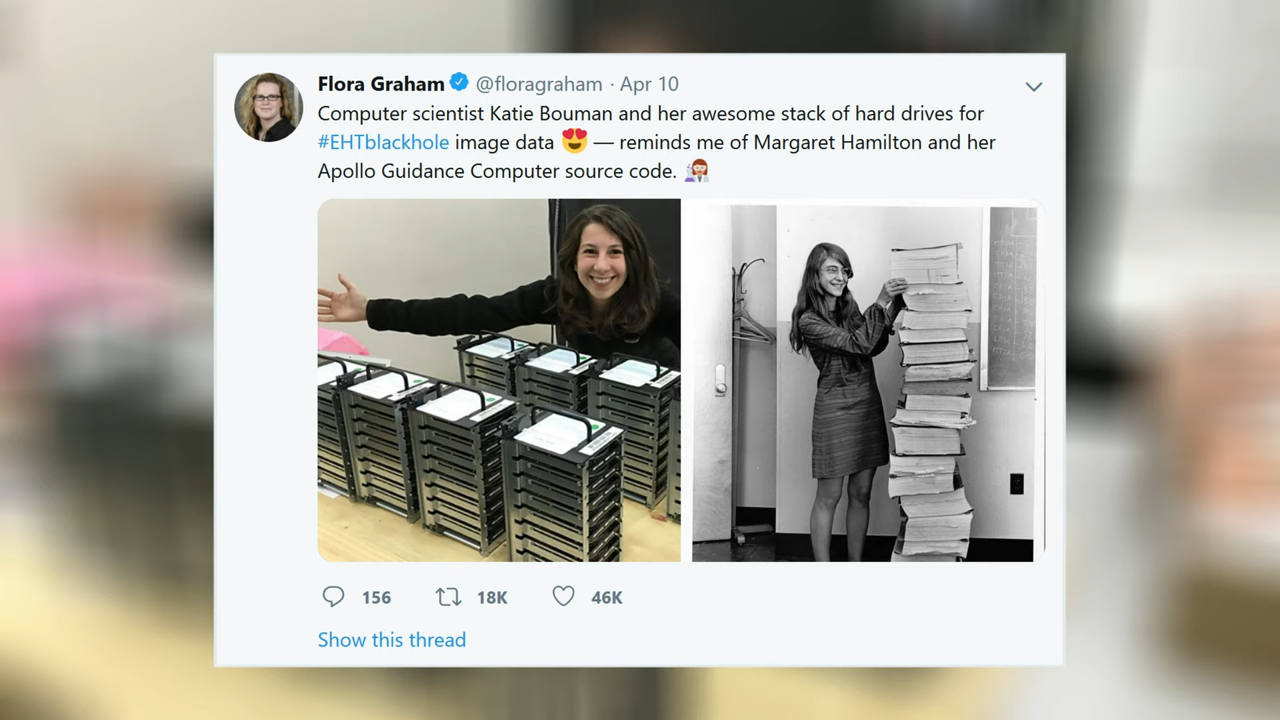 Flora Graham @floragraham · Apr 10
Computer scientist Katie Bouman and her awesome stack of hard drives for
#EHTblackhole image data 😍 — reminds me of Margaret Hamilton and her
Apollo Guidance Computer source code. 👩‍🔬
156 18K 46K
Show this thread